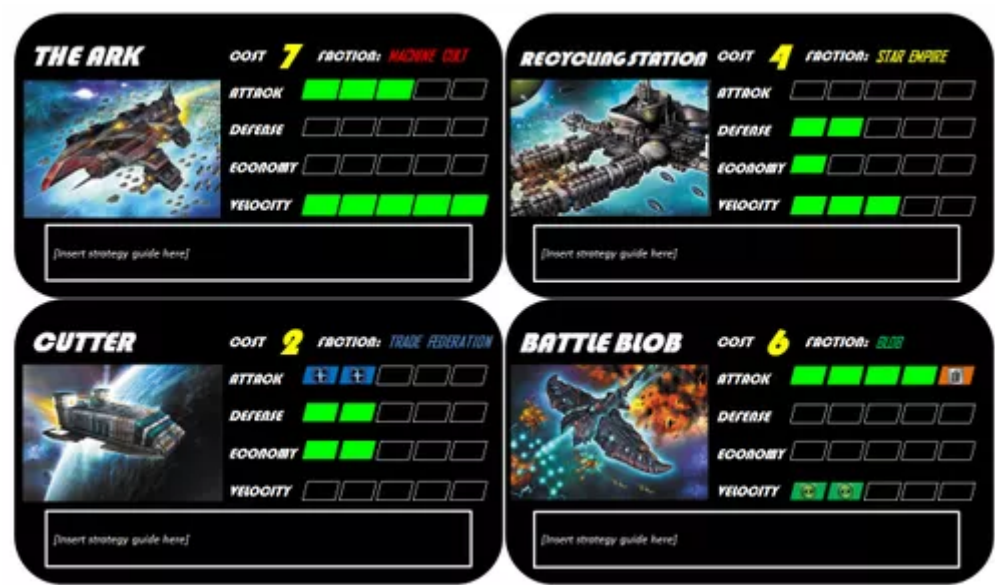 THE ARK COST 7 FACTION: MACHINE CULT
ATTACK
DEFENSE
ECONOMY
VELOCITY
[Insert strategy guide here]
RECYCLING STATION COST 4 FACTION: STAR EMPIRE
ATTACK
DEFENSE
ECONOMY
VELOCITY
[Insert strategy guide here]
CUTTER COST 2 FACTION: TRADE FEDERATION
ATTACK
DEFENSE
ECONOMY
VELOCITY
[Insert strategy guide here]
BATTLE BLOB COST 6 FACTION: BLOB
ATTACK
DEFENSE
ECONOMY
VELOCITY
[Insert strategy guide here]